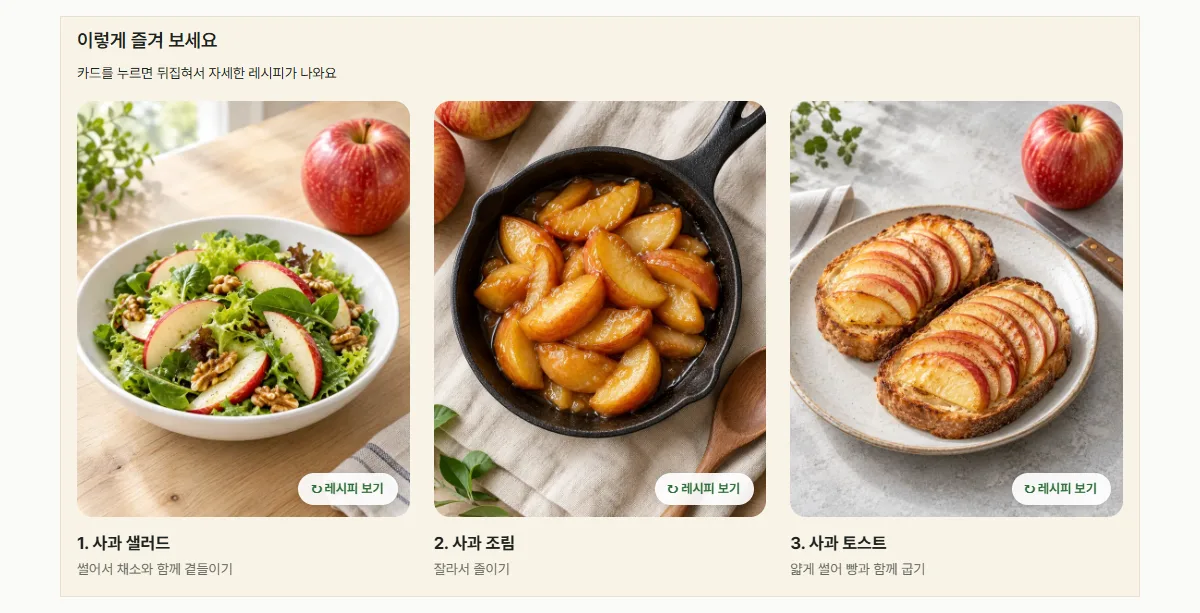 이렇게 즐겨 보세요
카드를 누르면 뒤집혀서 자세한 레시피가 나와요
↻ 레시피 보기
↻ 레시피 보기
↻ 레시피 보기
1. 사과 샐러드
썰어서 채소와 함께 곁들이기
2. 사과 조림
잘라서 졸이기
3. 사과 토스트
얇게 썰어 빵과 함께 굽기